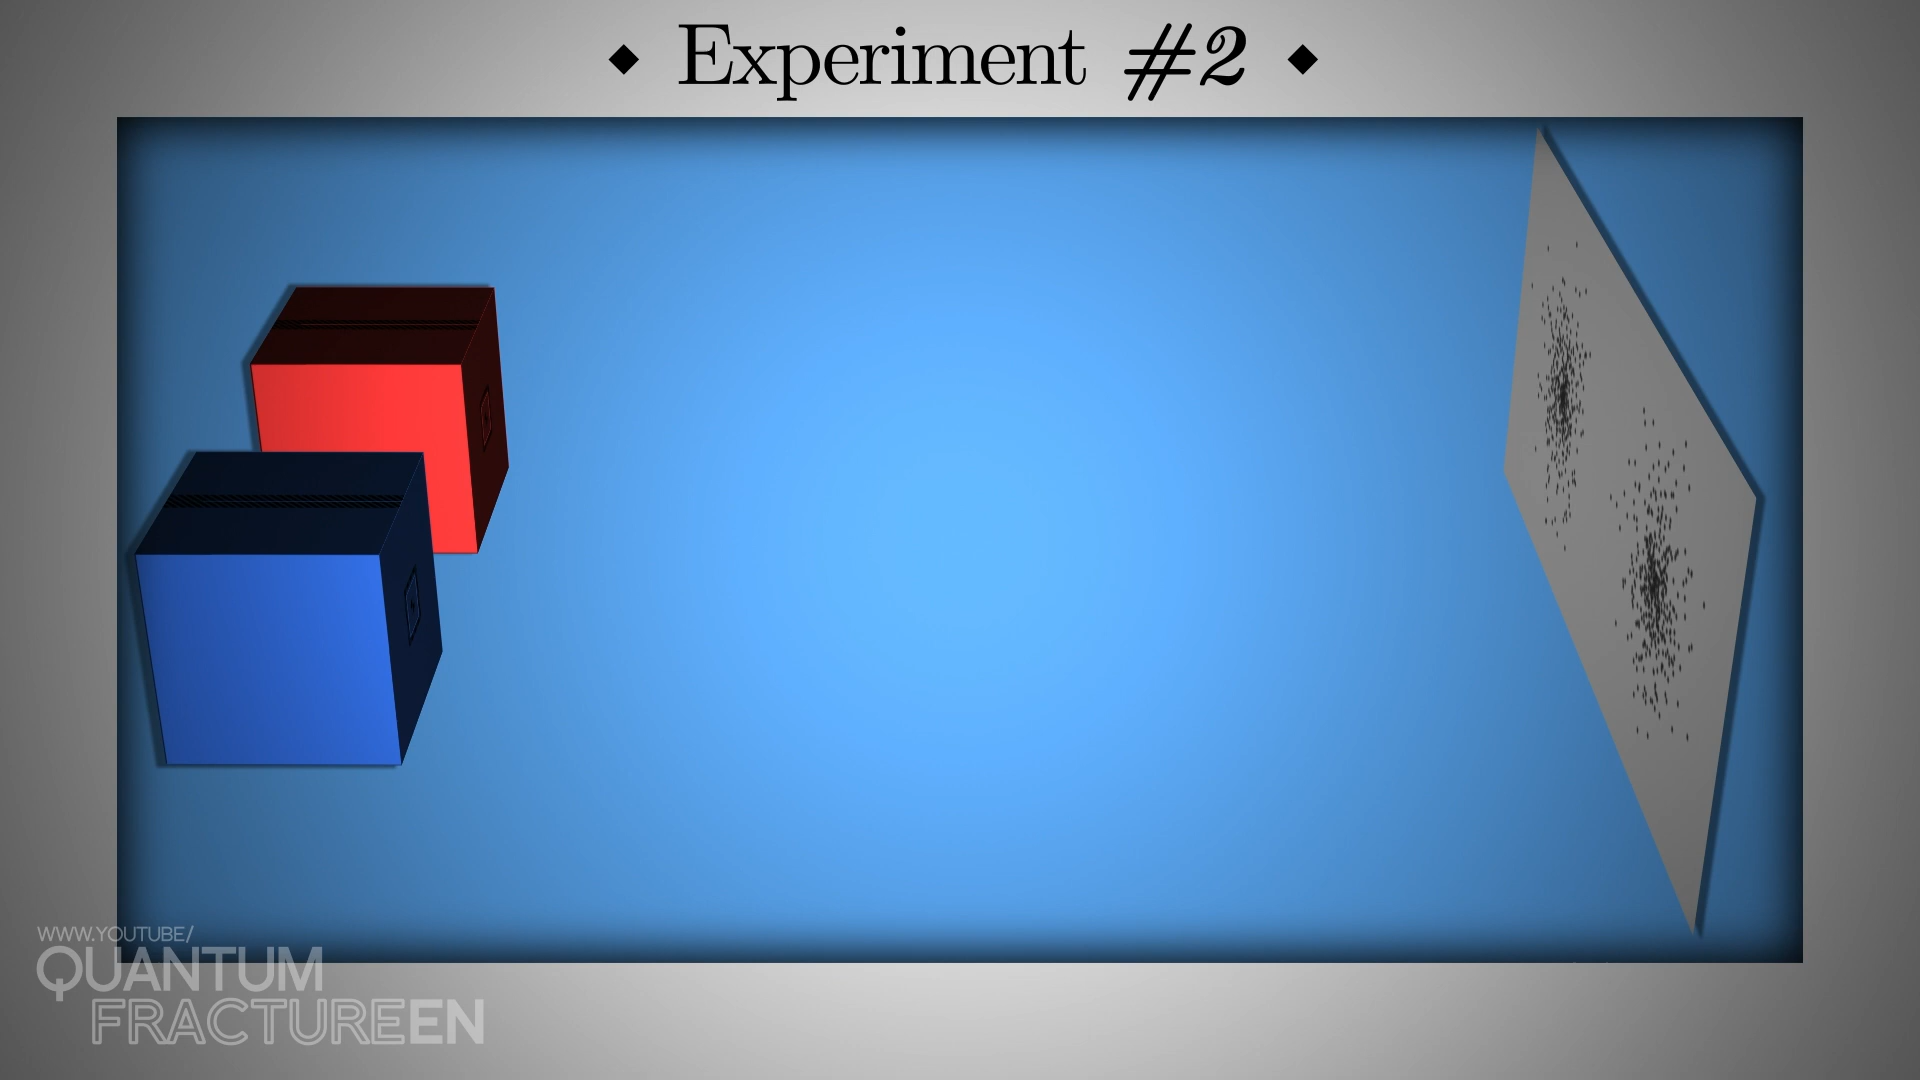 ◆ Experiment #2 ◆
WWW.YOUTUBE/
QUANTUM
FRACTUREEN